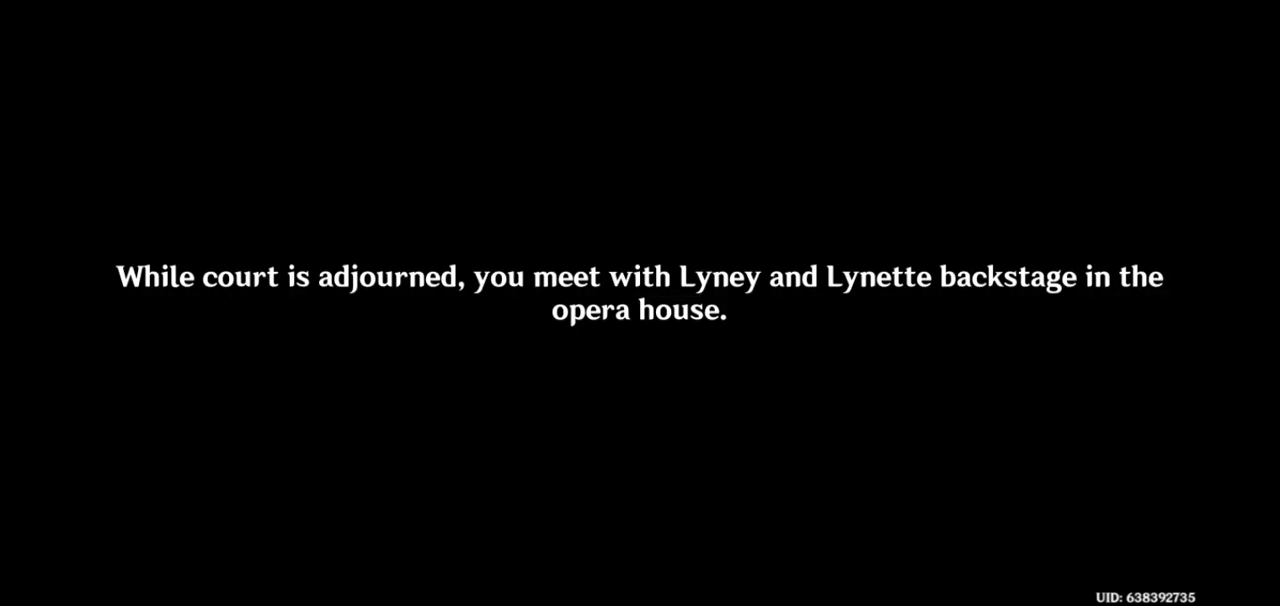 While court is adjourned, you meet with Lyney and Lynette backstage in the
opera house.
UID: 638392735